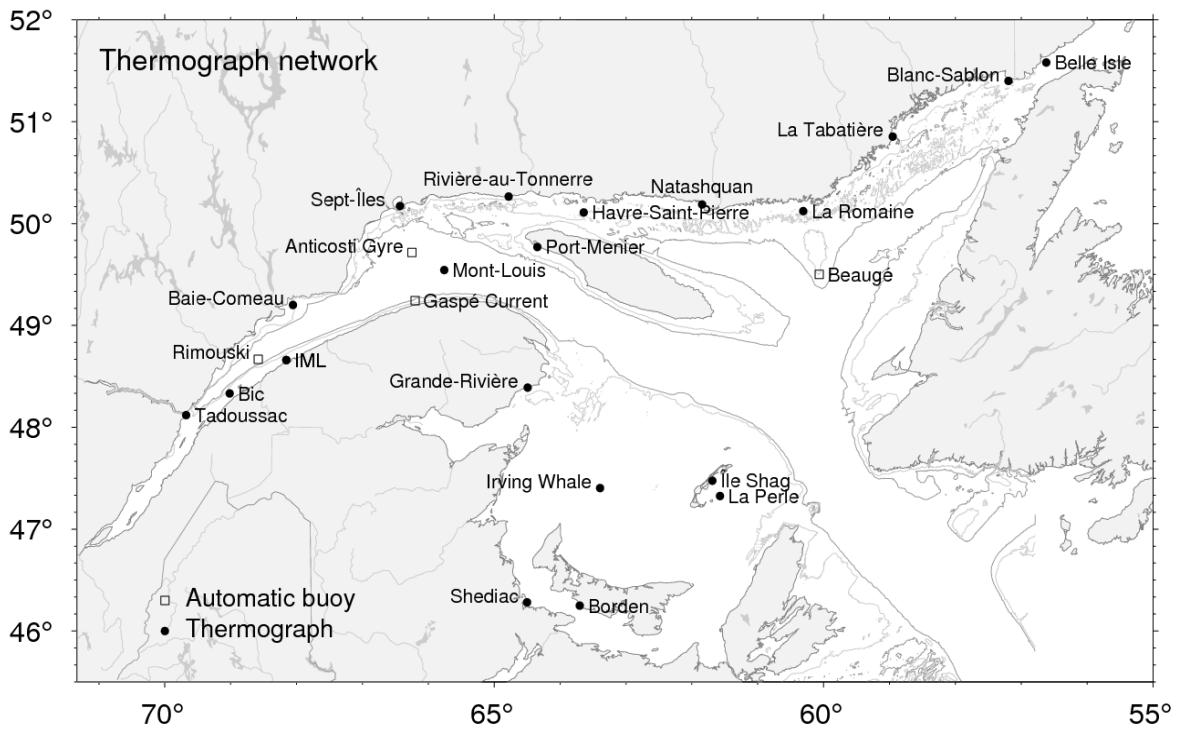 52°
Thermograph network
Belle Isle
Blanc-Sablon
51°
La Tabatière
Rivière-au-Tonnerre
Natashquan
Sept-Îles
50°
Havre-Saint-Pierre
La Romaine
Anticosti Gyre
Port-Menier
Mont-Louis
Beaugé
Baie-Comeau
Gaspé Current
49°
Rimouski
IML
Grande-Rivière
Bic
Tadoussac
48°
Irving Whale
Île Shag
La Perle
47°
Automatic buoy
Shediac
Borden
Thermograph
46°
70°
65°
60°
55°